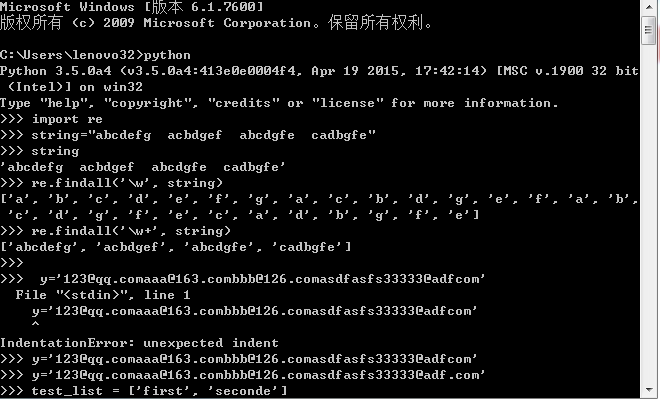 Microsoft Windows [版本 6.1.7600]
版权所有 (c) 2009 Microsoft Corporation。保留所有权利。
C:\Users\lenovo32>python
Python 3.5.0a4 (v3.5.0a4:413e0e0004f4, Apr 19 2015, 17:42:14) [MSC v.1900 32 bit
 (Intel)] on win32
Type "help", "copyright", "credits" or "license" for more information.
>>> import re
>>> string="abcdefg  acbdgef  abcdgfe  cadbgfe"
>>> string
'abcdefg  acbdgef  abcdgfe  cadbgfe'
>>> re.findall('\w', string)
['a', 'b', 'c', 'd', 'e', 'f', 'g', 'a', 'c', 'b', 'd', 'g', 'e', 'f', 'a', 'b',
 'c', 'd', 'g', 'f', 'e', 'c', 'a', 'd', 'b', 'g', 'f', 'e']
>>> re.findall('\w+', string)
['abcdefg', 'acbdgef', 'abcdgfe', 'cadbgfe']
>>>
>>>  y='123@qq.comaaa@163.combbb@126.comasdfasfs33333@adfcom'
  File "<stdin>", line 1
    y='123@qq.comaaa@163.combbb@126.comasdfasfs33333@adfcom'
    ^
IndentationError: unexpected indent
>>> y='123@qq.comaaa@163.combbb@126.comasdfasfs33333@adfcom'
>>> y='123@qq.comaaa@163.combbb@126.comasdfasfs33333@adf.com'
>>> test_list = ['first', 'seconde']